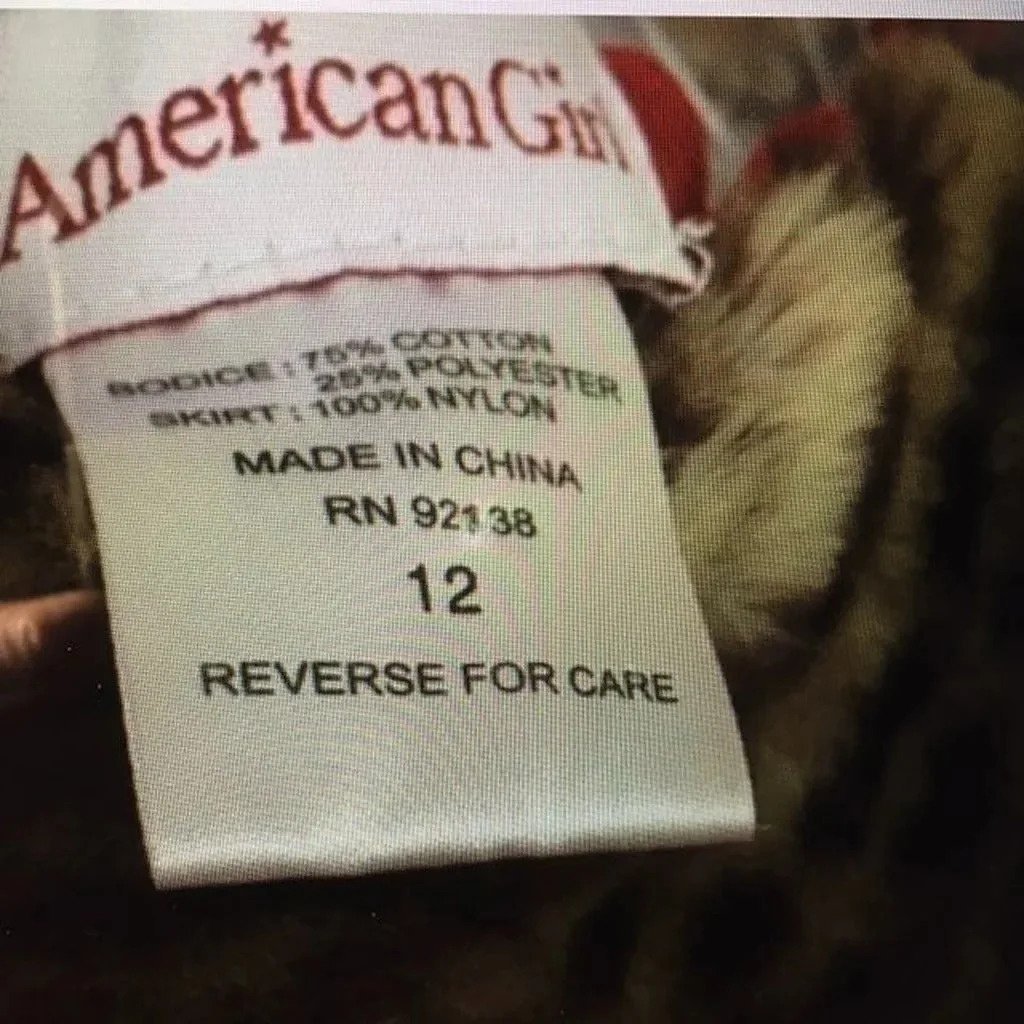 AmericanGirl
BODICE : 75% COTTON
25% POLYESTER
SKIRT : 100% NYLON
MADE IN CHINA
RN 92138
12
REVERSE FOR CARE